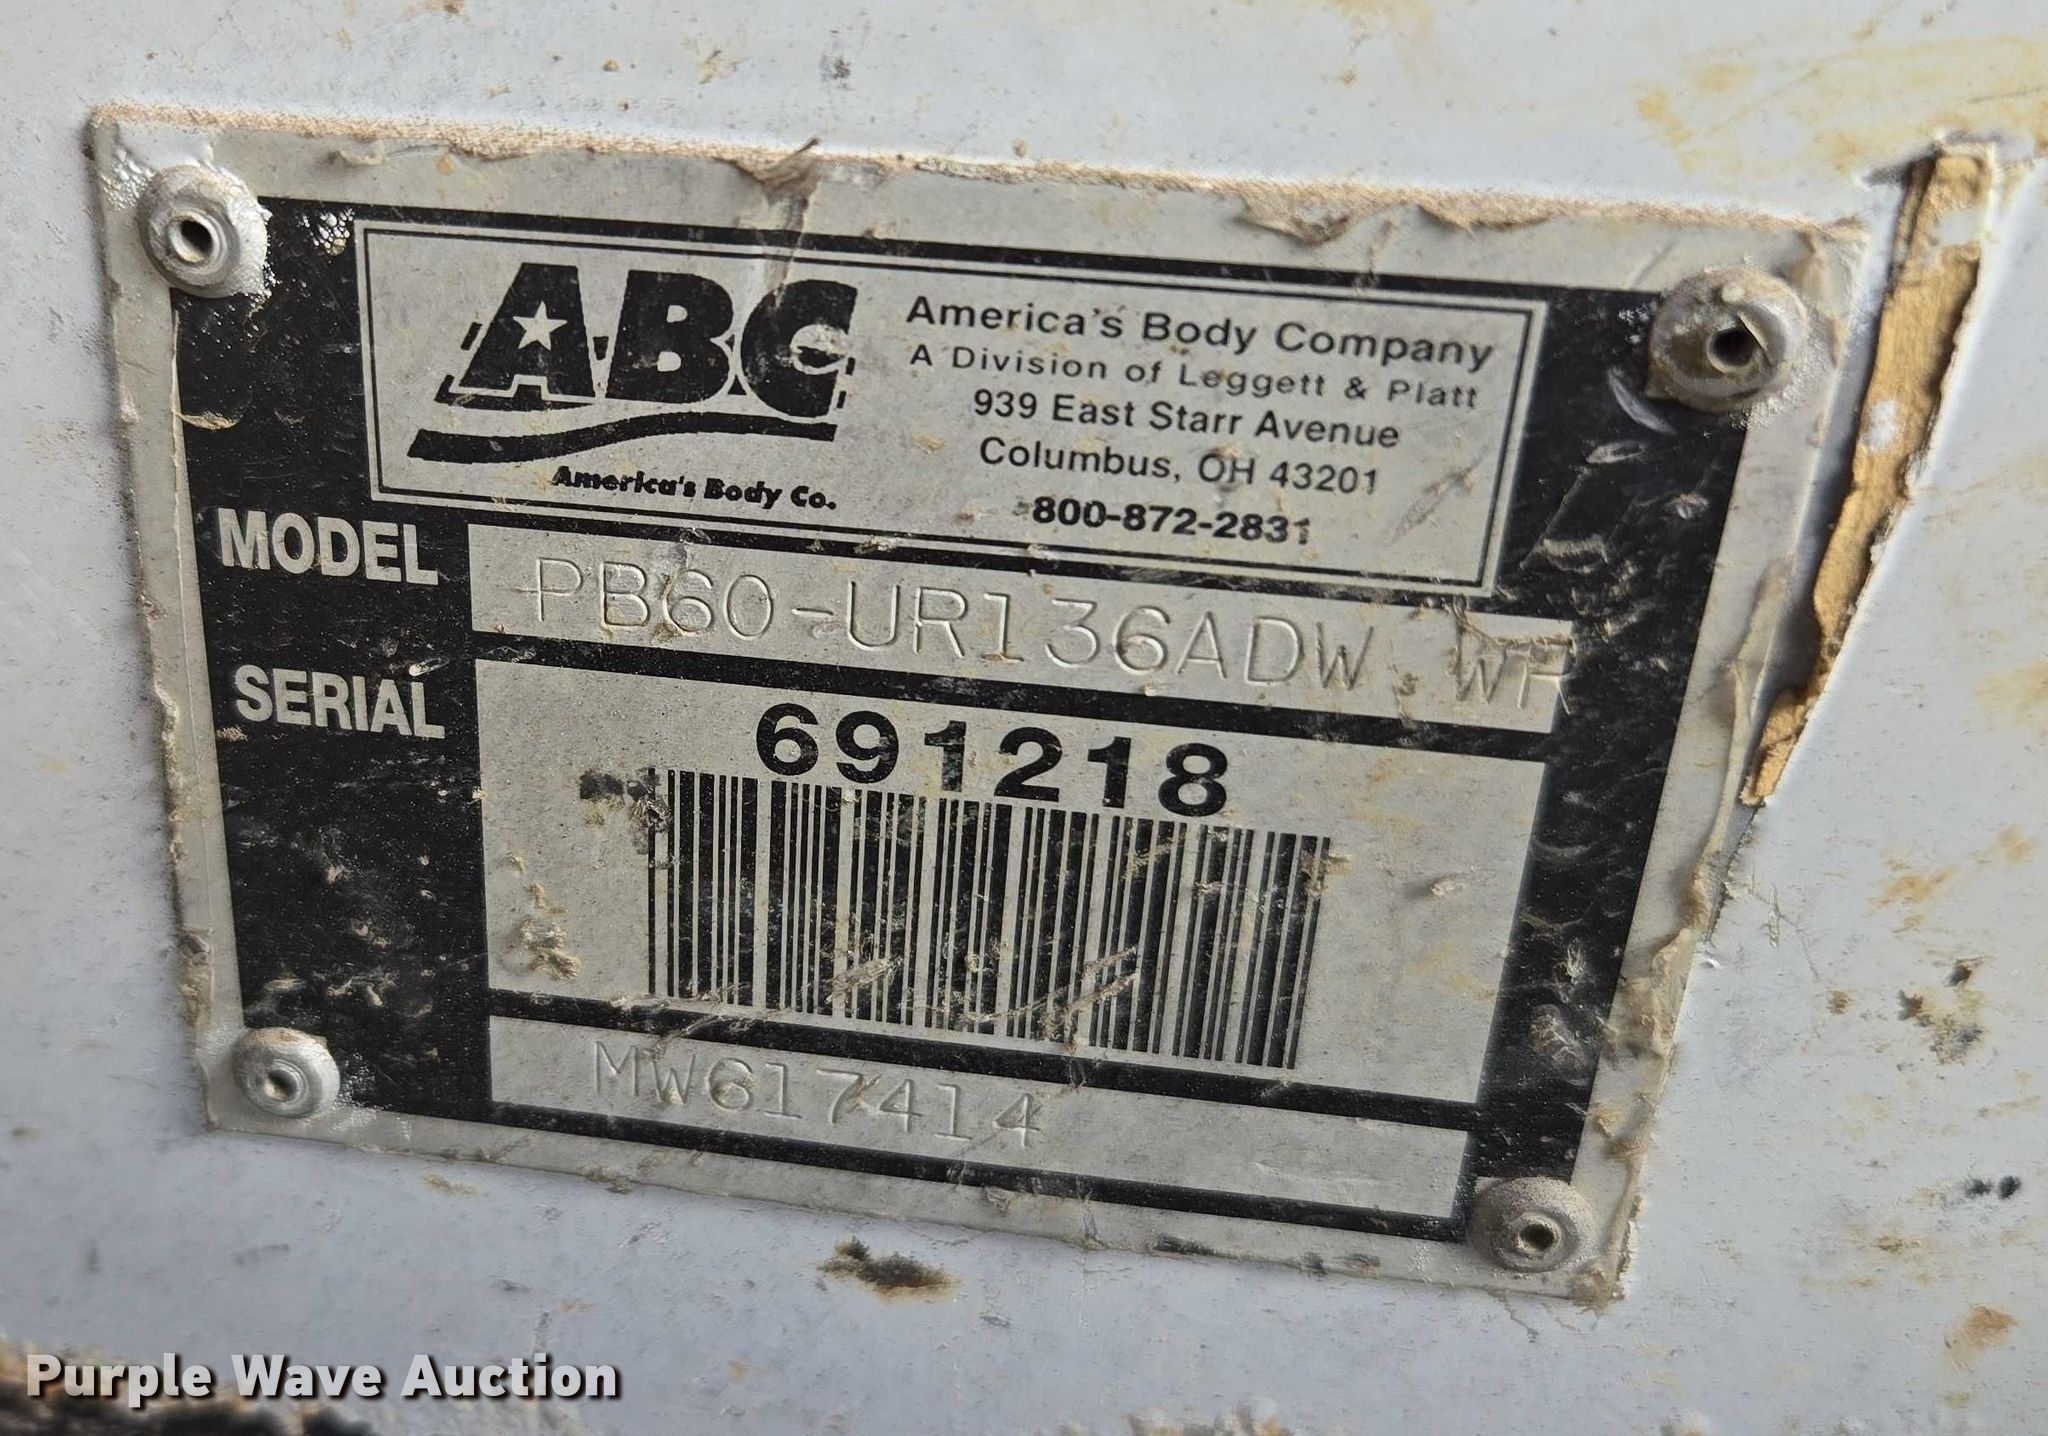 ABC
America's Body Co.
America's Body Company
A Division of Leggett & Platt
939 East Starr Avenue
Columbus, OH 43201
800-872-2831
MODEL
PB60-UR136ADW WR
SERIAL
691218
MW617414
Purple Wave Auction